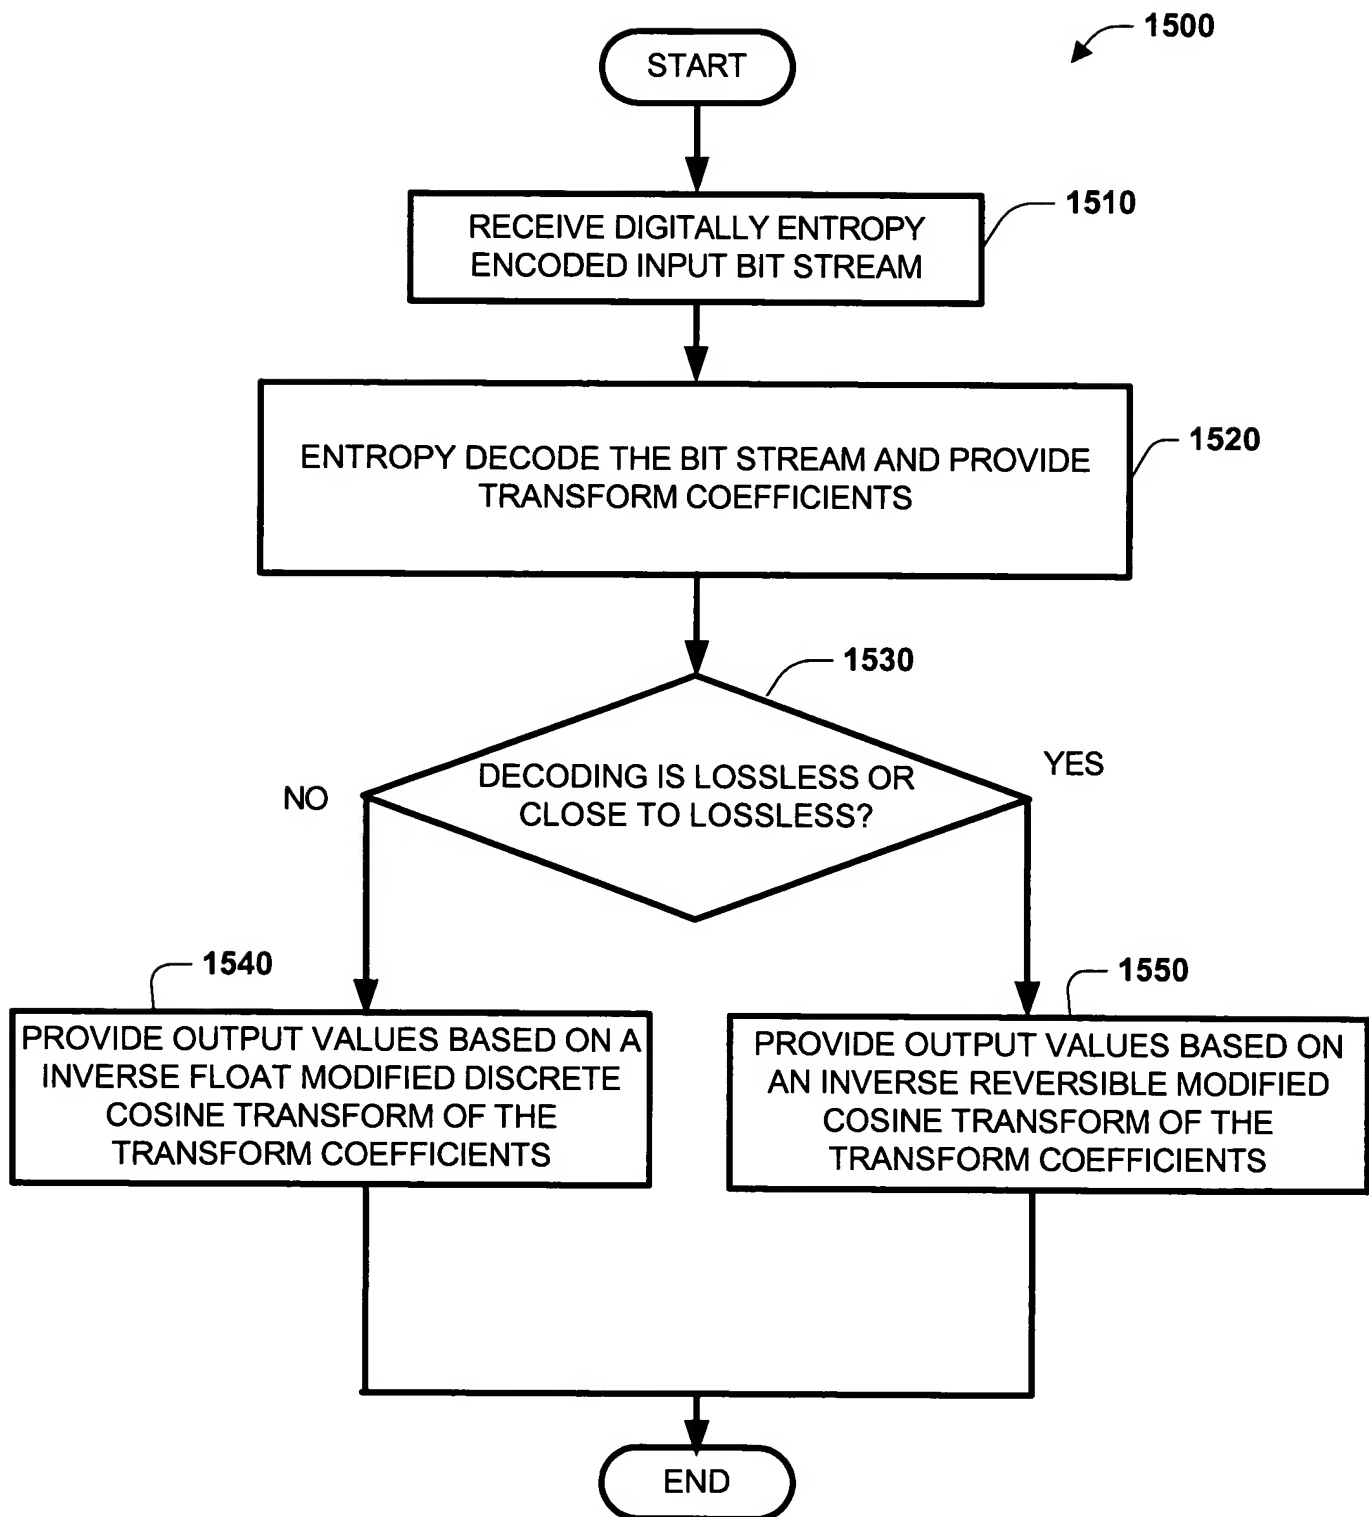 1500
START
1510
RECEIVE DIGITALLY ENTROPY
ENCODED INPUT BIT STREAM
1520
ENTROPY DECODE THE BIT STREAM AND PROVIDE
TRANSFORM COEFFICIENTS
1530
DECODING IS LOSSLESS OR
CLOSE TO LOSSLESS?
NO
YES
1540
PROVIDE OUTPUT VALUES BASED ON A
INVERSE FLOAT MODIFIED DISCRETE
COSINE TRANSFORM OF THE
TRANSFORM COEFFICIENTS
1550
PROVIDE OUTPUT VALUES BASED ON
AN INVERSE REVERSIBLE MODIFIED
COSINE TRANSFORM OF THE
TRANSFORM COEFFICIENTS
END